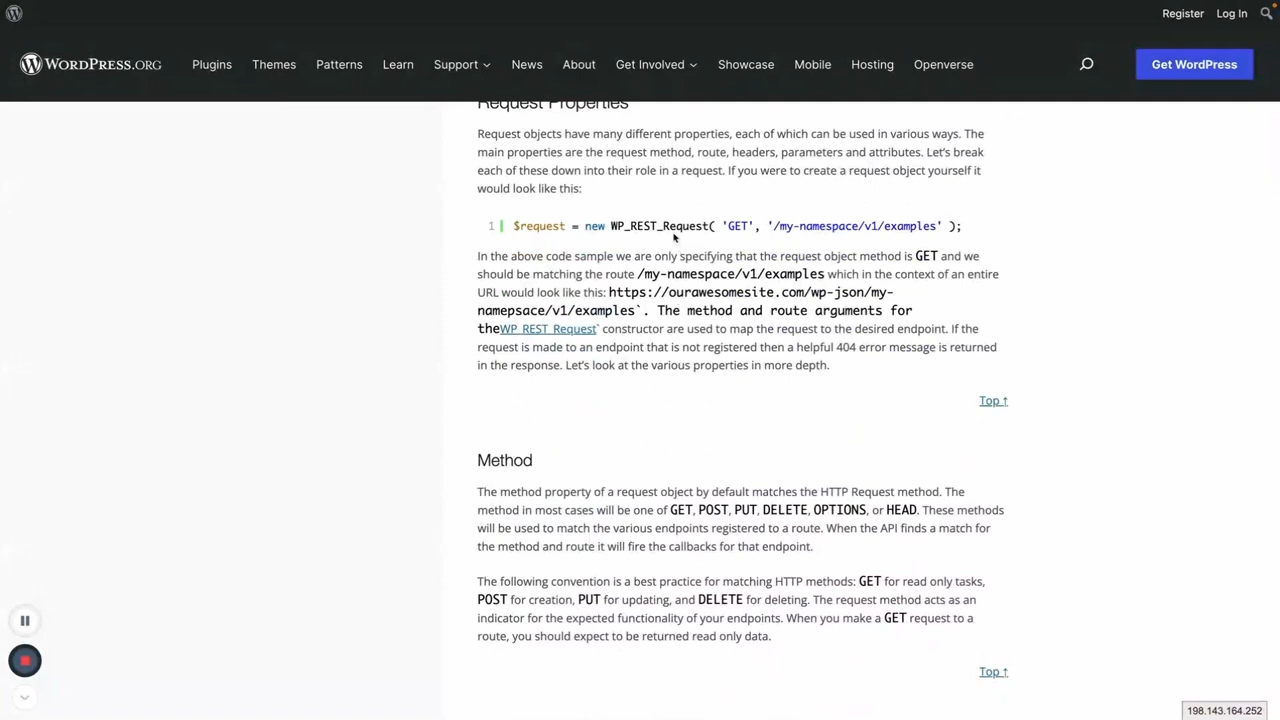 Register Log In
WORDPRESS.ORG Plugins Themes Patterns Learn Support News About Get Involved Showcase Mobile Hosting Openverse Get WordPress
Request Properties
Request objects have many different properties, each of which can be used in various ways. The
main properties are the request method, route, headers, parameters and attributes. Let's break
each of these down into their role in a request. If you were to create a request object yourself it
would look like this:
1 $request = new WP_REST_Request( 'GET', '/my-namespace/v1/examples' );
In the above code sample we are only specifying that the request object method is GET and we
should be matching the route /my-namespace/v1/examples which in the context of an entire
URL would look like this: https://ourawesomesite.com/wp-json/my-
namepsace/v1/examples`. The method and route arguments for
theWP_REST_Request` constructor are used to map the request to the desired endpoint. If the
request is made to an endpoint that is not registered then a helpful 404 error message is returned
in the response. Let's look at the various properties in more depth.
Top ↑
Method
The method property of a request object by default matches the HTTP Request method. The
method in most cases will be one of GET, POST, PUT, DELETE, OPTIONS, or HEAD. These methods
will be used to match the various endpoints registered to a route. When the API finds a match for
the method and route it will fire the callbacks for that endpoint.
The following convention is a best practice for matching HTTP methods: GET for read only tasks,
POST for creation, PUT for updating, and DELETE for deleting. The request method acts as an
indicator for the expected functionality of your endpoints. When you make a GET request to a
route, you should expect to be returned read only data.
Top ↑
198.143.164.252